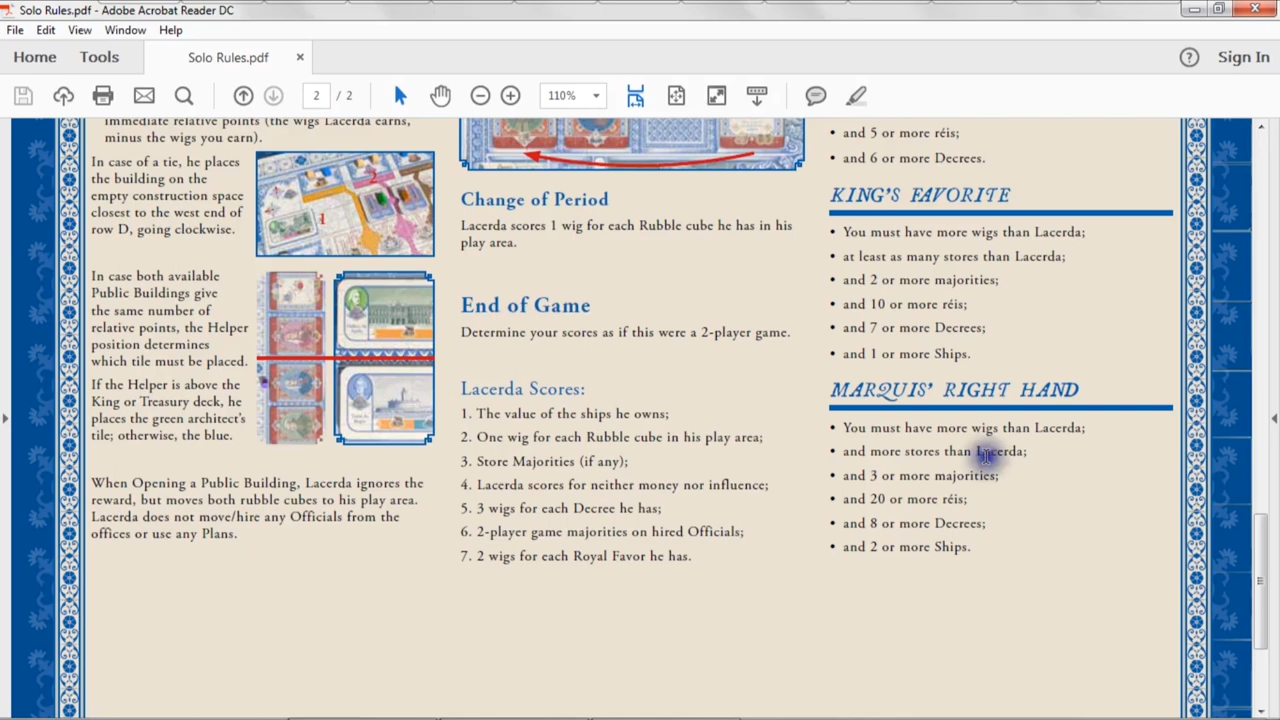 Solo Rules.pdf - Adobe Acrobat Reader DC
File Edit View Window Help
Home Tools Solo Rules.pdf × Sign In
2 / 2 110%
immediate relative points (the wigs Lacerda earns,
minus the wigs you earn).
In case of a tie, he places
the building on the
empty construction space
closest to the west end of
row D, going clockwise.
1
2
In case both available
Public Buildings give
the same number of
relative points, the Helper
position determines
which tile must be placed.
If the Helper is above the
King or Treasury deck, he
places the green architect's
tile; otherwise, the blue.
When Opening a Public Building, Lacerda ignores the
reward, but moves both rubble cubes to his play area.
Lacerda does not move/hire any Officials from the
offices or use any Plans.
Change of Period
Lacerda scores 1 wig for each Rubble cube he has in his
play area.
End of Game
Determine your scores as if this were a 2-player game.
Lacerda Scores:
1. The value of the ships he owns;
2. One wig for each Rubble cube in his play area;
3. Store Majorities (if any);
4. Lacerda scores for neither money nor influence;
5. 3 wigs for each Decree he has;
6. 2-player game majorities on hired Officials;
7. 2 wigs for each Royal Favor he has.
• and 5 or more réis;
• and 6 or more Decrees.
KING'S FAVORITE
• You must have more wigs than Lacerda;
• at least as many stores than Lacerda;
• and 2 or more majorities;
• and 10 or more réis;
• and 7 or more Decrees;
• and 1 or more Ships.
MARQUIS' RIGHT HAND
• You must have more wigs than Lacerda;
• and more stores than Lacerda;
• and 3 or more majorities;
• and 20 or more réis;
• and 8 or more Decrees;
• and 2 or more Ships.